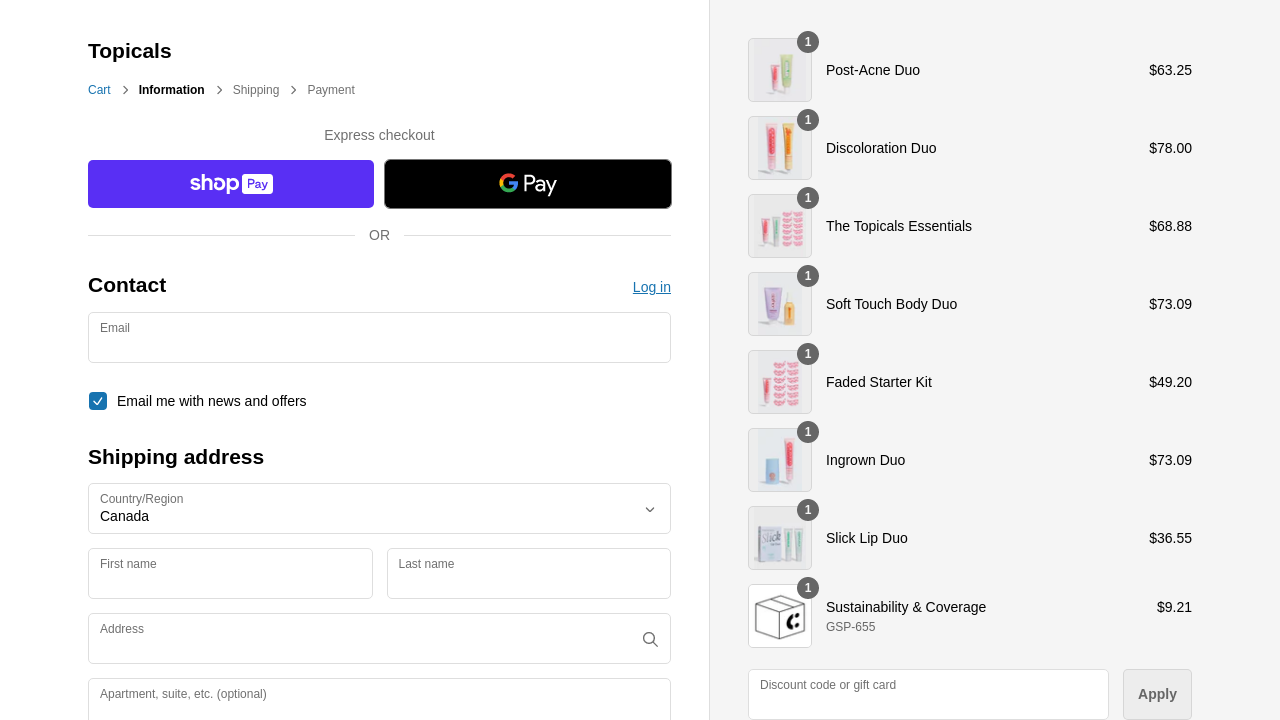 Topicals
Cart
Information
Shipping
Payment
Express checkout
shop Pay
G Pay
OR
Contact
Log in
Email
Email me with news and offers
Shipping address
Country/Region
Canada
First name
Last name
Address
Apartment, suite, etc. (optional)
1
Post-Acne Duo
$63.25
1
Discoloration Duo
$78.00
1
The Topicals Essentials
$68.88
1
Soft Touch Body Duo
$73.09
1
Faded Starter Kit
$49.20
1
Ingrown Duo
$73.09
1
Slick Lip Duo
$36.55
1
Sustainability & Coverage
$9.21
GSP-655
Discount code or gift card
Apply